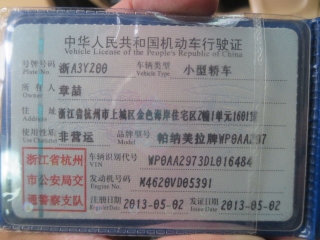 中华人民共和国机动车行驶证
Vehicle License of the People's Republic of China
号牌号码 浙A3YZ00 车辆类型 小型轿车
Plate No. Vehicle Type
所有人 章喆
Owner
住址 浙江省杭州市上城区金色海岸住宅区2幢1单元1601室
Address
使用性质 非营运 品牌型号 帕纳美拉牌WP0AA297
Use Character Model
浙江省杭州市公安局交通警察支队
车辆识别代号 WP0AA2973DL016484
VIN
发动机号码 M4620VD05391
Engine No.
注册日期 2013-05-02 发证日期 2013-05-02
Register Date Issue Date